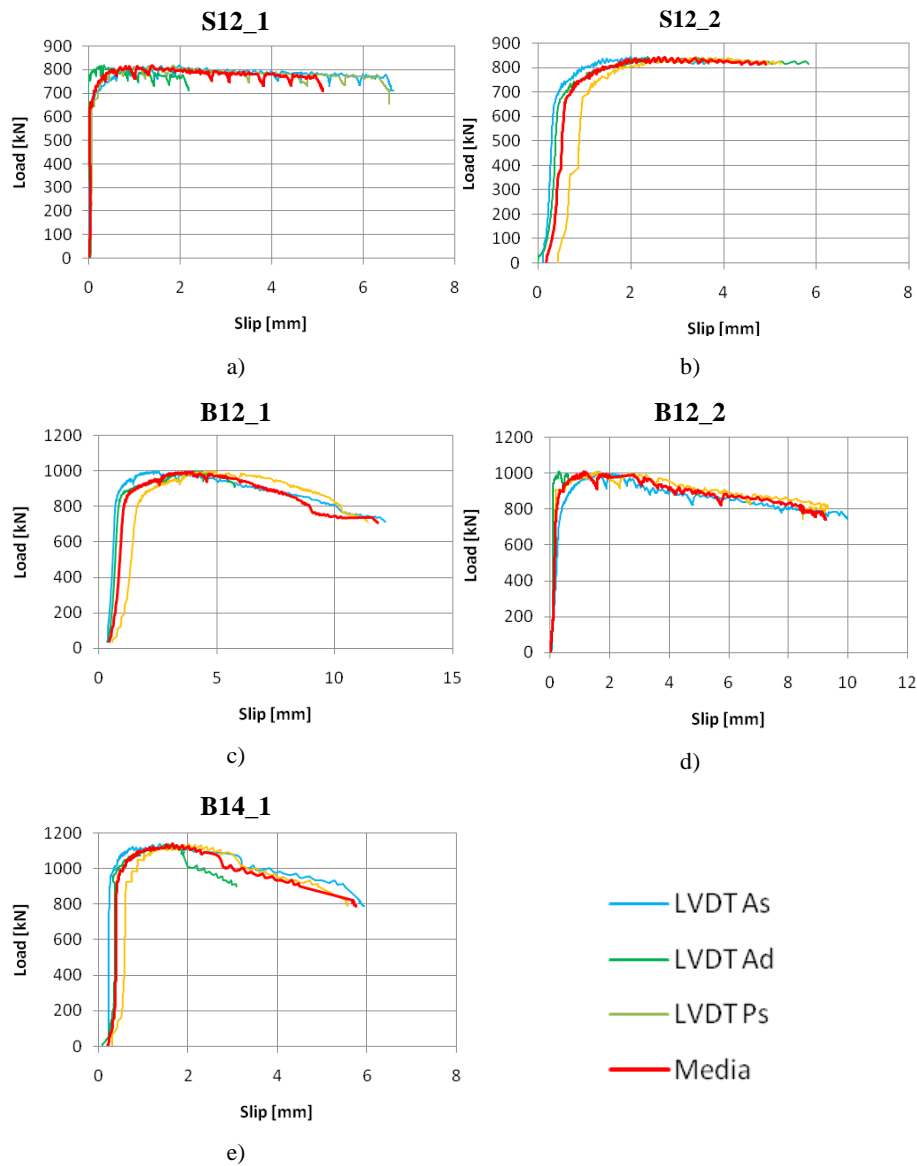 S12_1
900
800
700
600
500
400
300
200
100
0
Load [kN]
0 2 4 6 8
Slip [mm]
a)
S12_2
900
800
700
600
500
400
300
200
100
0
Load [kN]
0 2 4 6 8
Slip [mm]
b)
B12_1
1200
1000
800
600
400
200
0
Load [kN]
0 5 10 15
Slip [mm]
c)
B12_2
1200
1000
800
600
400
200
0
Load [kN]
0 2 4 6 8 10 12
Slip [mm]
d)
B14_1
1200
1000
800
600
400
200
0
Load [kN]
0 2 4 6 8
Slip [mm]
e)
LVDT As
LVDT Ad
LVDT Ps
Media